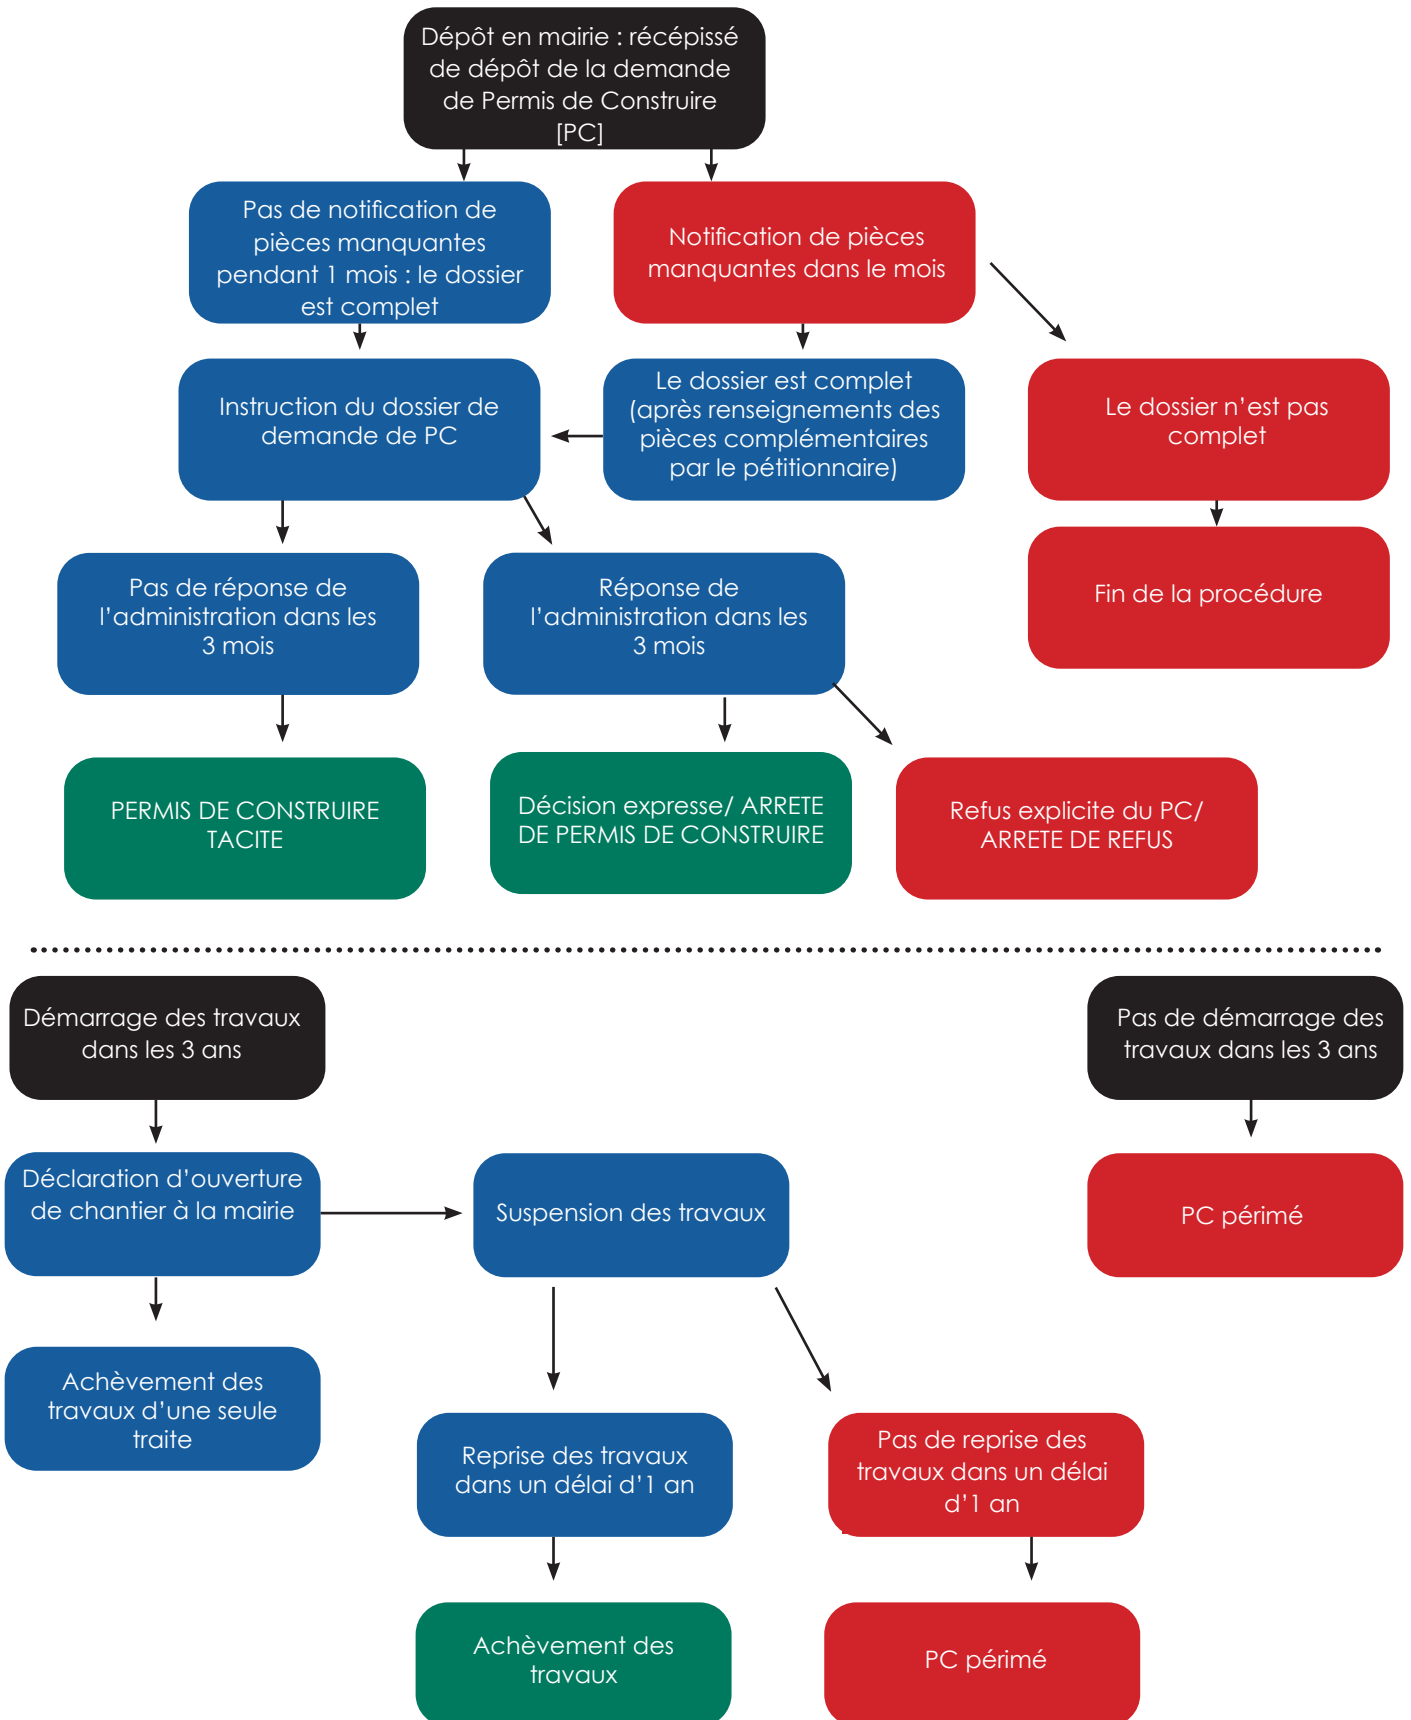 Dépôt en mairie : récépissé
de dépôt de la demande
de Permis de Construire
[PC]
Pas de notification de
pièces manquantes
pendant 1 mois : le dossier
est complet
Notification de pièces
manquantes dans le mois
Instruction du dossier de
demande de PC
Le dossier est complet
(après renseignements des
pièces complémentaires
par le pétitionnaire)
Le dossier n'est pas
complet
Pas de réponse de
l'administration dans les
3 mois
Réponse de
l'administration dans les
3 mois
Fin de la procédure
PERMIS DE CONSTRUIRE
TACITE
Décision expresse/ ARRETE
DE PERMIS DE CONSTRUIRE
Refus explicite du PC/
ARRETE DE REFUS
Démarrage des travaux
dans les 3 ans
Pas de démarrage des
travaux dans les 3 ans
Déclaration d'ouverture
de chantier à la mairie
Suspension des travaux
PC périmé
Achèvement des
travaux d'une seule
traite
Reprise des travaux
dans un délai d'1 an
Pas de reprise des
travaux dans un délai
d'1 an
Achèvement des
travaux
PC périmé